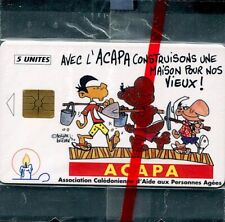 5 UNITES
AVEC L'ACAPA CONSTRUISONS UNE
MAISON POUR NOS
VIEUX!
ACAPA
Association Calédonienne d'Aide aux Personnes Agées